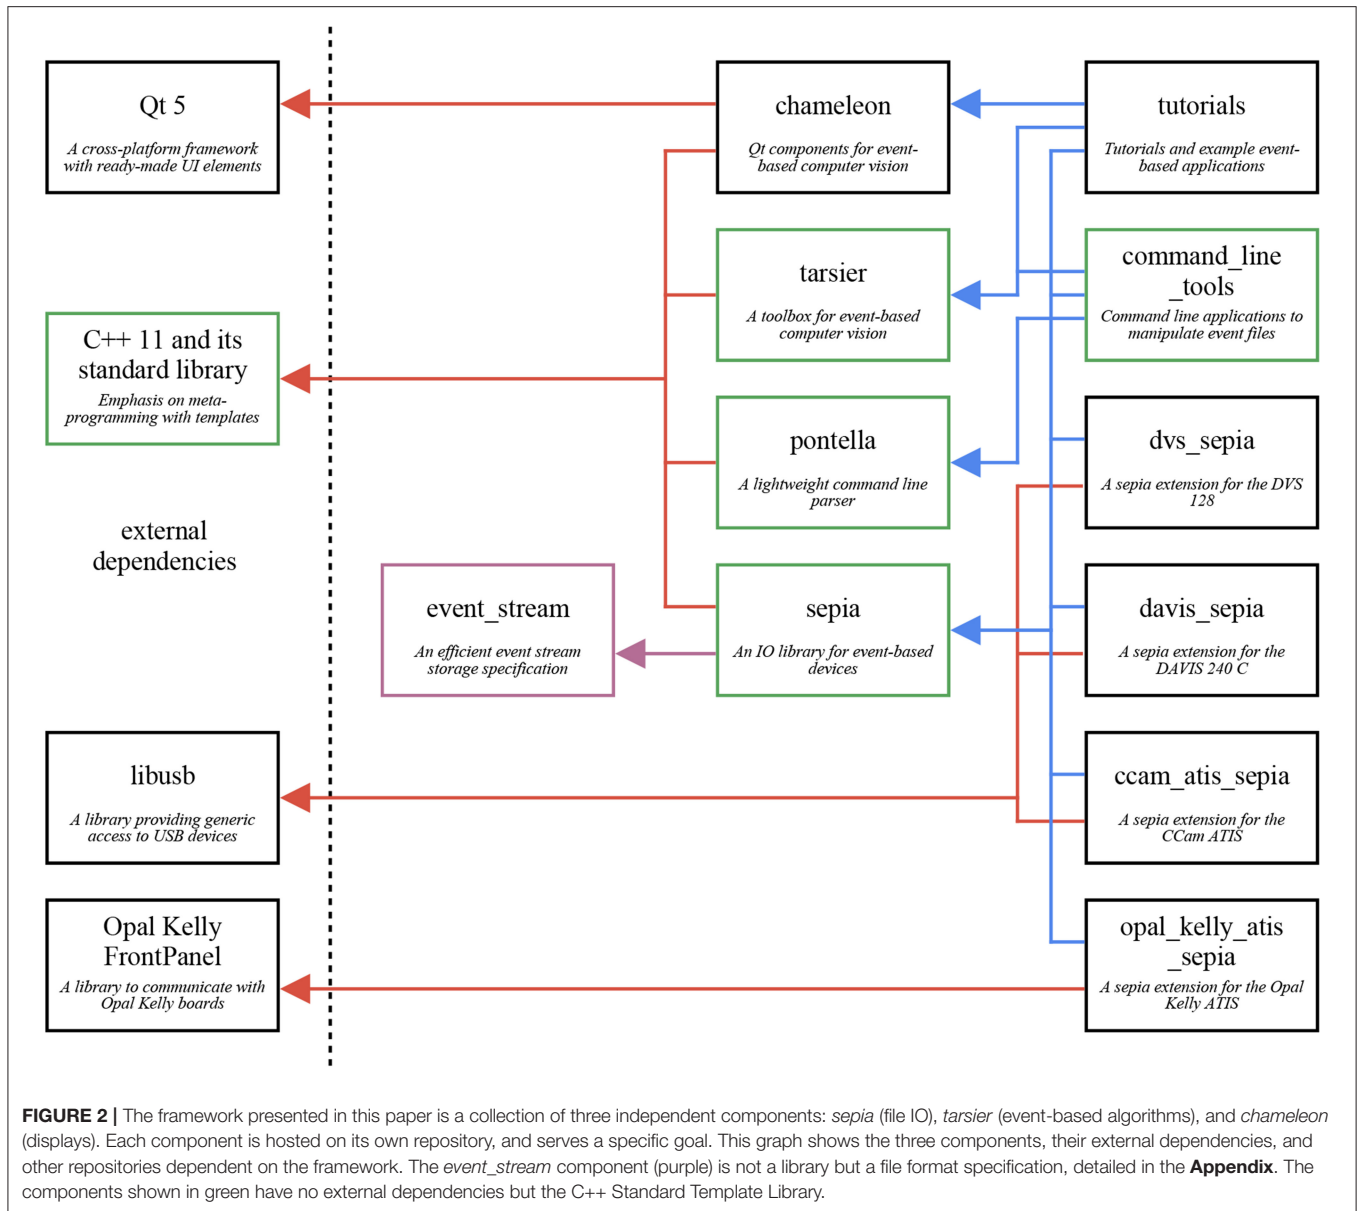 Qt 5
A cross-platform framework
with ready-made UI elements
chameleon
Qt components for event-
based computer vision
tutorials
Tutorials and example event-
based applications
tarsier
A toolbox for event-based
computer vision
command_line
_tools
Command line applications to
manipulate event files
C++ 11 and its
standard library
Emphasis on meta-
programming with templates
pontella
A lightweight command line
parser
dvs_sepia
A sepia extension for the DVS
128
external
dependencies
event_stream
An efficient event stream
storage specification
sepia
An IO library for event-based
devices
davis_sepia
A sepia extension for the
DAVIS 240 C
libusb
A library providing generic
access to USB devices
ccam_atis_sepia
A sepia extension for the
CCam ATIS
Opal Kelly
FrontPanel
A library to communicate with
Opal Kelly boards
opal_kelly_atis
_sepia
A sepia extension for the Opal
Kelly ATIS
FIGURE 2 | The framework presented in this paper is a collection of three independent components: sepia (file IO), tarsier (event-based algorithms), and chameleon
(displays). Each component is hosted on its own repository, and serves a specific goal. This graph shows the three components, their external dependencies, and
other repositories dependent on the framework. The event_stream component (purple) is not a library but a file format specification, detailed in the Appendix. The
components shown in green have no external dependencies but the C++ Standard Template Library.